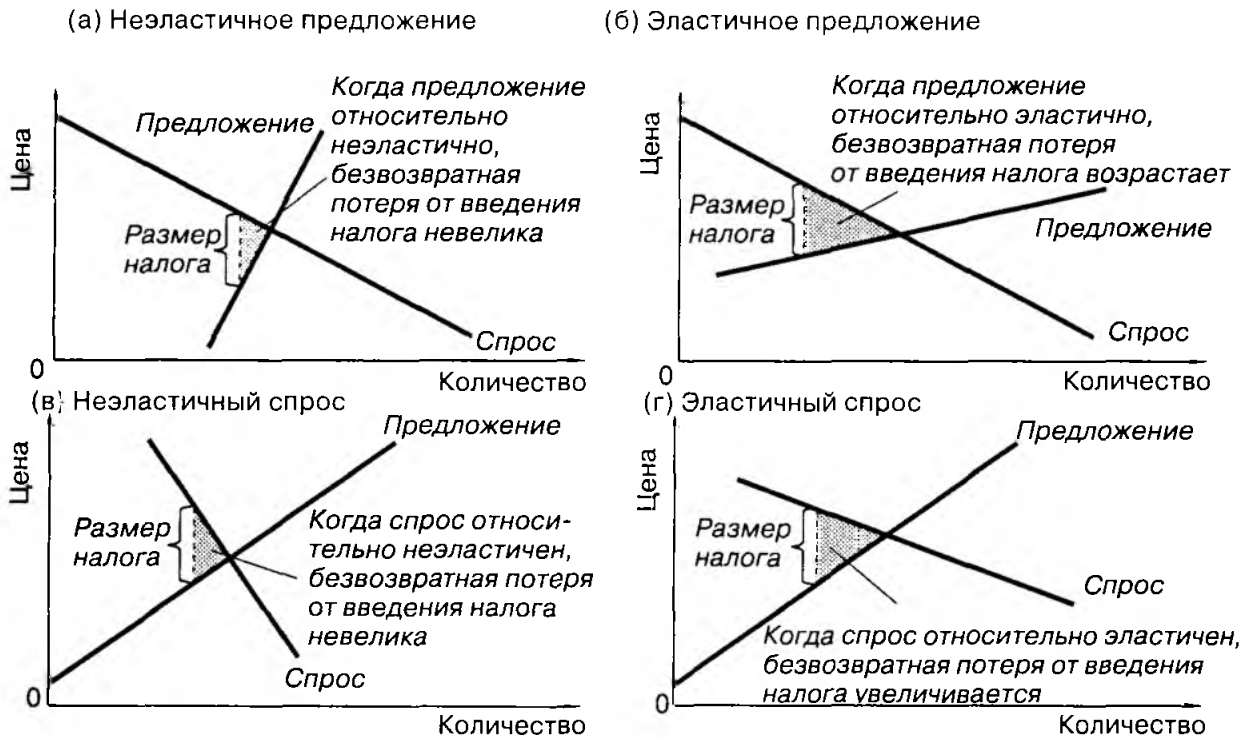 (а) Неэластичное предложение
Цена
Предложение
Когда предложение
относительно
неэластично,
безвозвратная
потеря от введения
налога невелика
Размер
налога
Спрос
0
Количество
(б) Эластичное предложение
Цена
Когда предложение
относительно эластично,
безвозвратная потеря
от введения налога возрастает
Размер
налога
Предложение
Спрос
0
Количество
(в) Неэластичный спрос
Цена
Предложение
Размер
налога
Когда спрос относи-
тельно неэластичен,
безвозвратная потеря
от введения налога
невелика
Спрос
0
Количество
(г) Эластичный спрос
Цена
Предложение
Размер
налога
Спрос
Когда спрос относительно эластичен,
безвозвратная потеря от введения
налога увеличивается
0
Количество